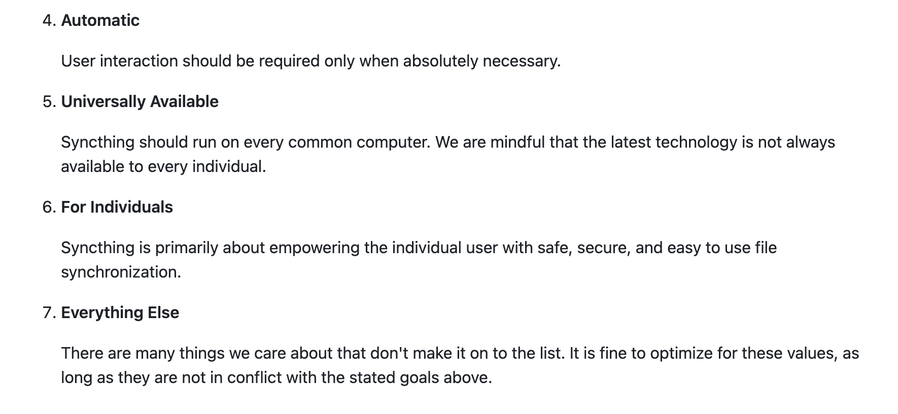 4. Automatic
User interaction should be required only when absolutely necessary.
5. Universally Available
Syncthing should run on every common computer. We are mindful that the latest technology is not always
available to every individual.
6. For Individuals
Syncthing is primarily about empowering the individual user with safe, secure, and easy to use file
synchronization.
7. Everything Else
There are many things we care about that don't make it on to the list. It is fine to optimize for these values, as
long as they are not in conflict with the stated goals above.